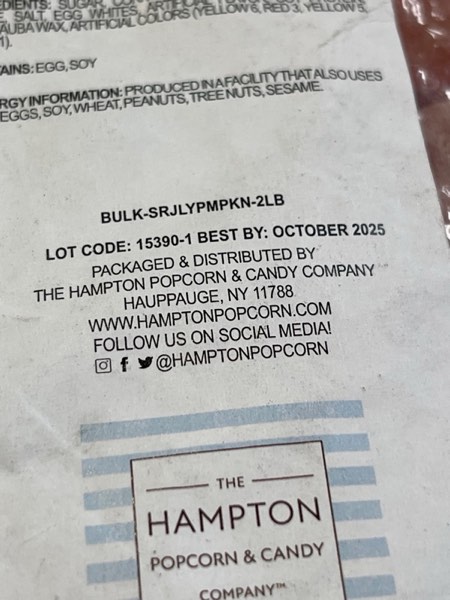 SUGAR,
SALT, EGG WHITES,
AUBA WAX, ARTIFICIAL COLORS (YELLOW 6, RED 3, YELLOW 5,
1).
AINS: EGG, SOY
RGY INFORMATION: PRODUCED IN A FACILITY THAT ALSO USES
EGGS, SOY, WHEAT, PEANUTS, TREE NUTS, SESAME.
BULK-SRJLYPMPKN-2LB
LOT CODE: 15390-1 BEST BY: OCTOBER 2025
PACKAGED & DISTRIBUTED BY
THE HAMPTON POPCORN & CANDY COMPANY
HAUPPAUGE, NY 11788
WWW.HAMPTONPOPCORN.COM
FOLLOW US ON SOCIAL MEDIA!
@HAMPTONPOPCORN
THE
HAMPTON
POPCORN & CANDY
COMPANY™